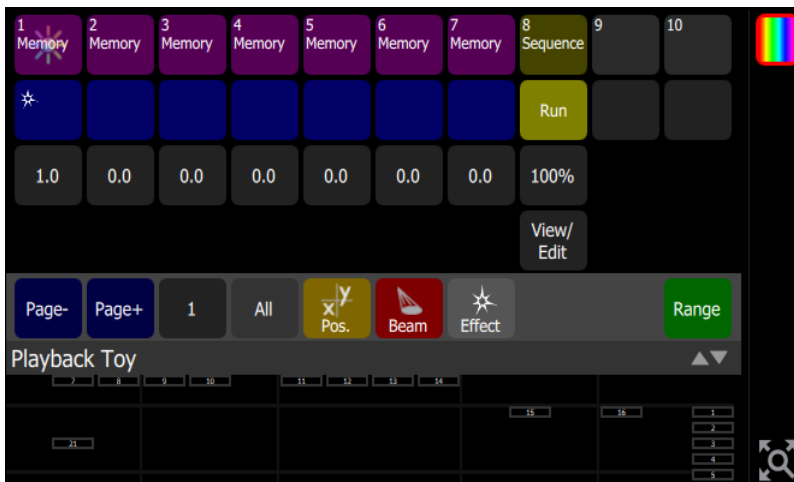 1 2 3 4 5 6 7 8 9 10
Memory Memory Memory Memory Memory Memory Memory Sequence
Run
1.0 0.0 0.0 0.0 0.0 0.0 0.0 100%
View/
Edit
Page- Page+ 1 All x y Pos. Beam Effect Range
Playback Toy
7 8 9 10 11 12 13 14
15 16 1
2
21 3
4
5